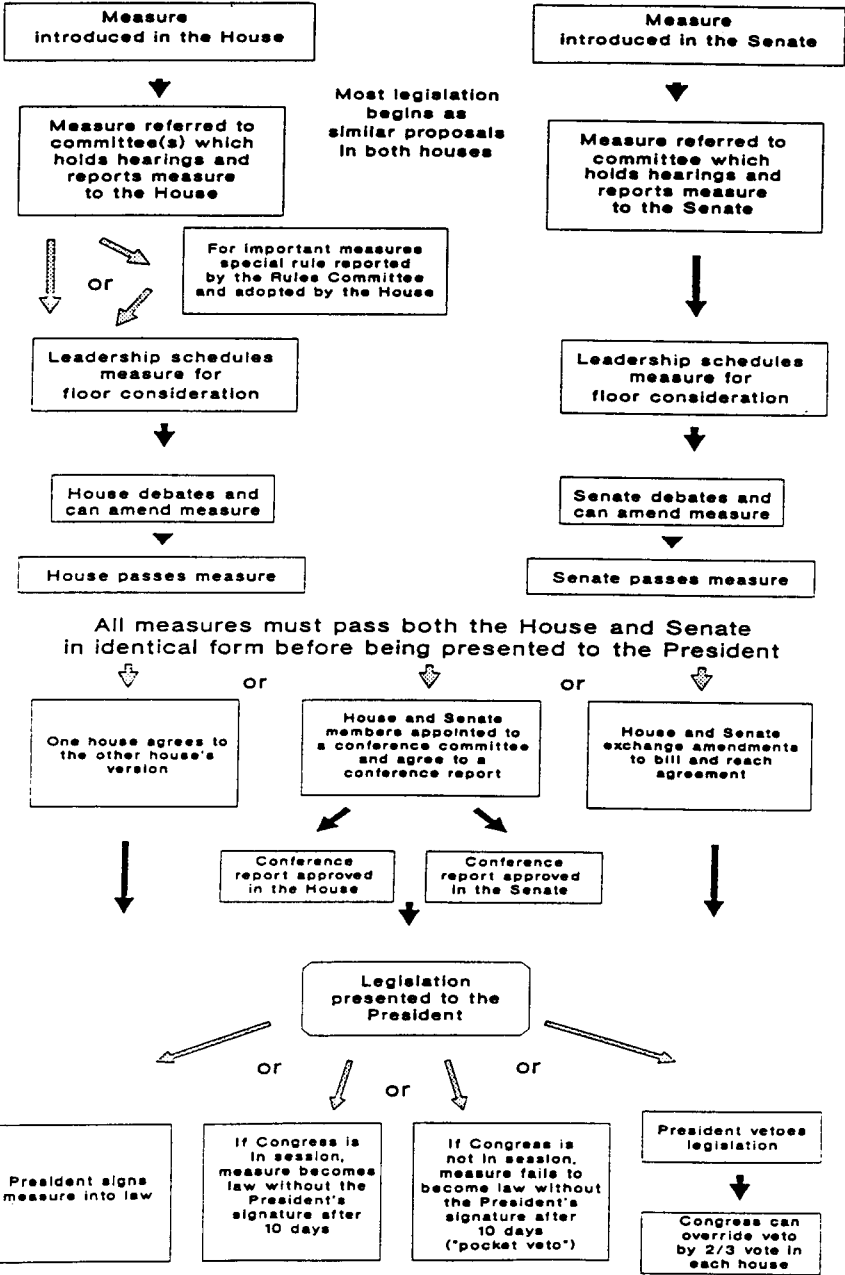 Measure
introduced in the House
Measure
introduced in the Senate
Most legislation
begins as
similar proposals
in both houses
Measure referred to
committee(s) which
holds hearings and
reports measure
to the House
Measure referred to
committee which
holds hearings and
reports measure
to the Senate
or
For important measures
special rule reported
by the Rules Committee
and adopted by the House
Leadership schedules
measure for
floor consideration
Leadership schedules
measure for
floor consideration
House debates and
can amend measure
Senate debates and
can amend measure
House passes measure
Senate passes measure
All measures must pass both the House and Senate
in identical form before being presented to the President
or
or
One house agrees to
the other house's
version
House and Senate
members appointed to
a conference committee
and agree to a
conference report
House and Senate
exchange amendments
to bill and reach
agreement
Conference
report approved
in the House
Conference
report approved
in the Senate
Legislation
presented to the
President
or
or
or
President signs
measure into law
If Congress is
in session,
measure becomes
law without the
President's
signature after
10 days
If Congress is
not in session,
measure fails to
become law without
the President's
signature after
10 days
("pocket veto")
President vetoes
legislation
Congress can
override veto
by 2/3 vote in
each house